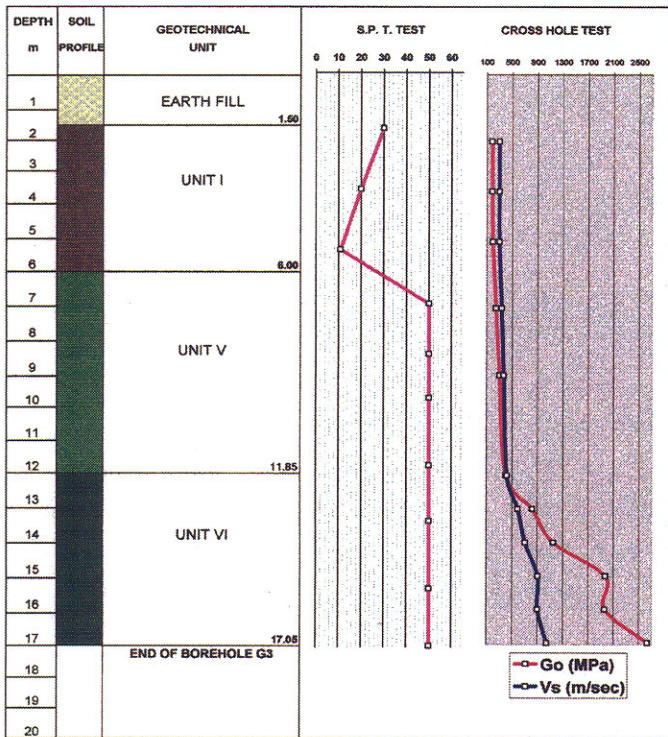 DEPTH m
SOIL PROFILE
GEOTECHNICAL UNIT
S.P. T. TEST
CROSS HOLE TEST
0 10 20 30 40 50 60
100 500 900 1300 1700 2100 2500
1
EARTH FILL
1.50
2
3
UNIT I
4
5
6
6.00
7
8
UNIT V
9
10
11
12
11.85
13
14
UNIT VI
15
16
17
17.05
END OF BOREHOLE G3
Go (MPa)
Vs (m/sec)
18
19
20